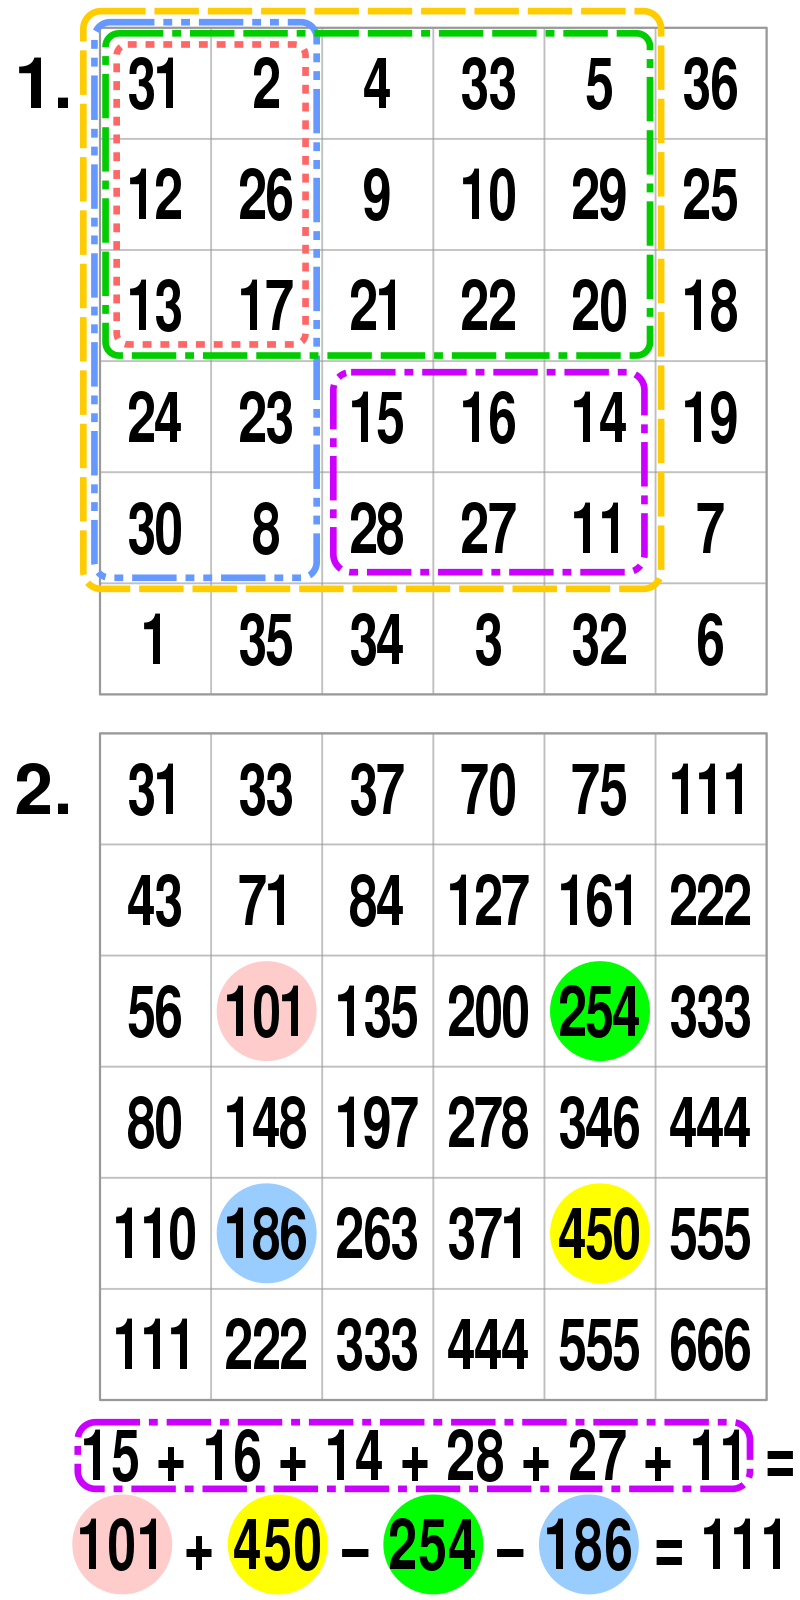 1.
31 2 4 33 5 36
12 26 9 10 29 25
13 17 21 22 20 18
24 23 15 16 14 19
30 8 28 27 11 7
1 35 34 3 32 6
2.
31 33 37 70 75 111
43 71 84 127 161 222
56 101 135 200 254 333
80 148 197 278 346 444
110 186 263 371 450 555
111 222 333 444 555 666
15 + 16 + 14 + 28 + 27 + 11 =
101 + 450 – 254 – 186 = 111